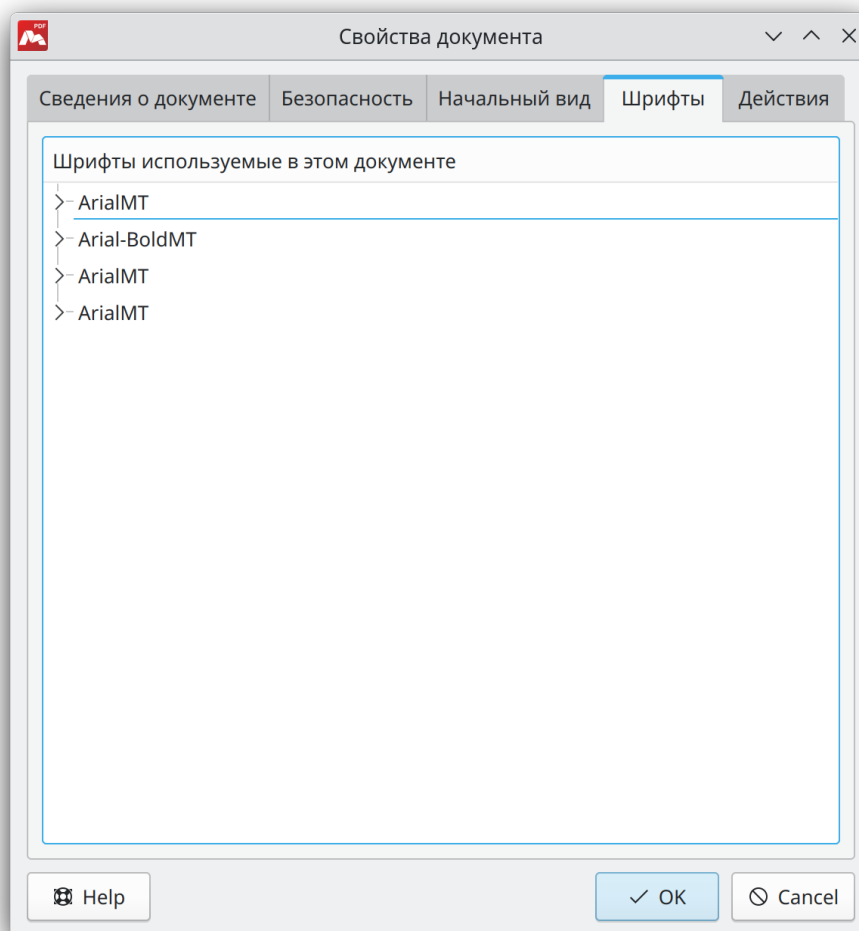 PDF
Свойства документа
Сведения о документе Безопасность Начальный вид Шрифты Действия
Шрифты используемые в этом документе
ArialMT
Arial-BoldMT
ArialMT
ArialMT
Help OK Cancel